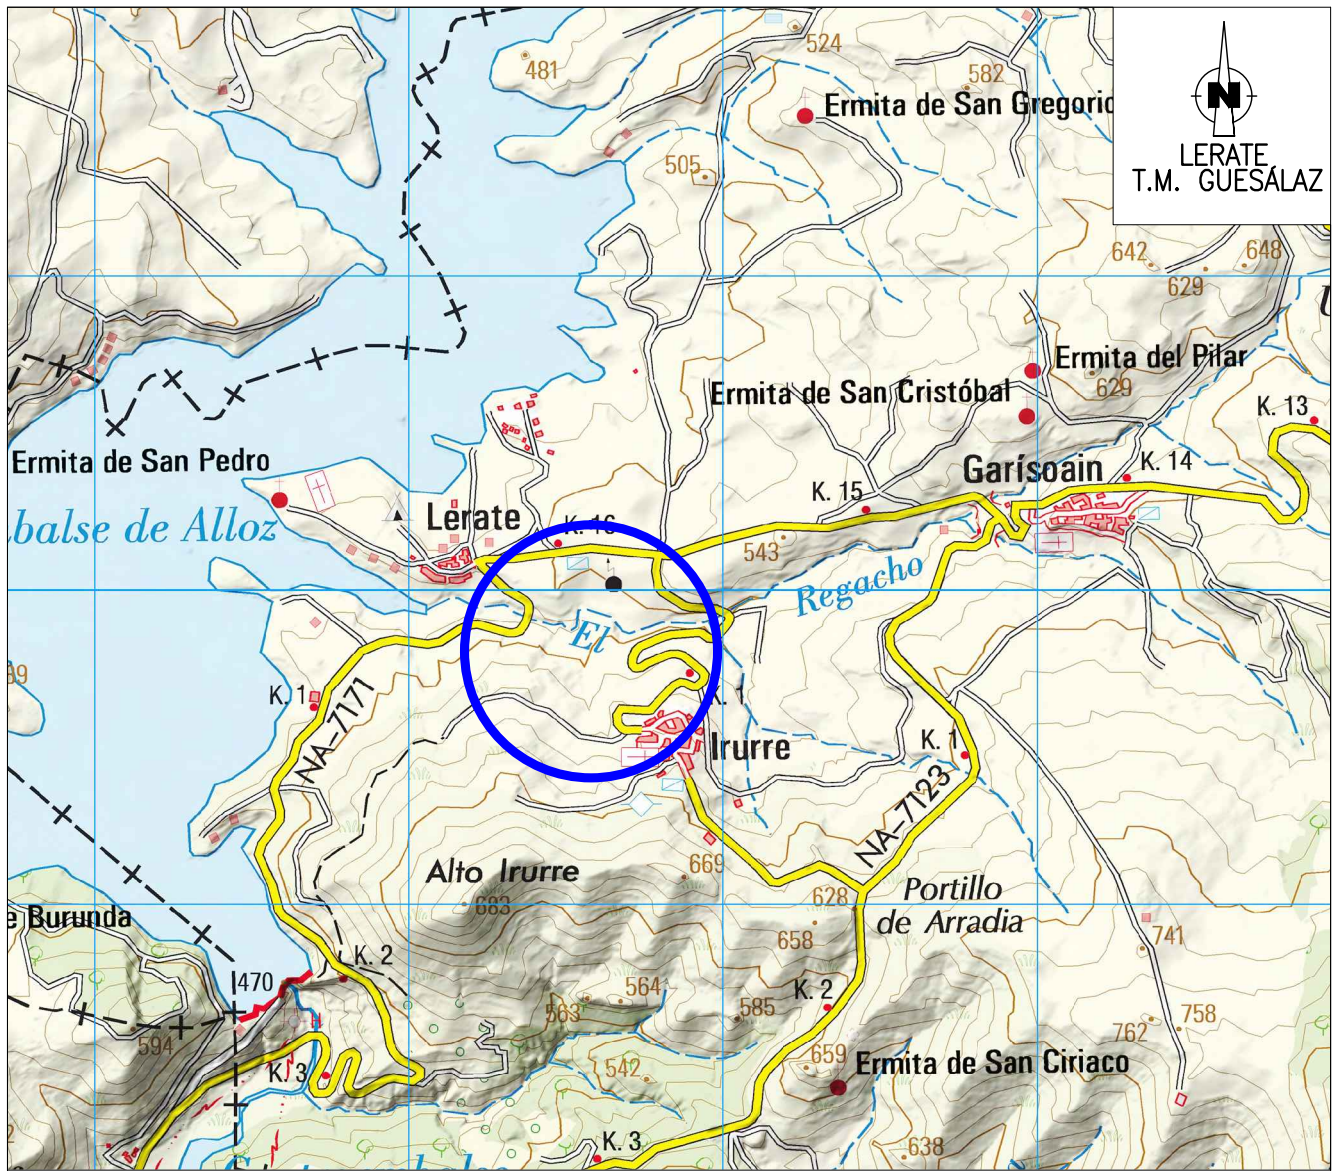 481
524
582
Ermita de San Gregorio
505
N
LERATE
T.M. GUESÁLAZ
642
648
629
Ermita del Pilar
629
Ermita de San Cristóbal
K. 13
Ermita de San Pedro
Garísoain
K. 14
K. 15
balse de Alloz
Lerate
K. 16
543
Regacho
El
K. 1
K. 1
NA-7171
Irurre
K. 1
NA-7123
Alto Irurre
669
683
628
Portillo
de Arradia
e Burunda
658
741
K. 2
470
564
563
585
K. 2
758
762
594
K. 3
542
659
Ermita de San Ciriaco
K. 3
638